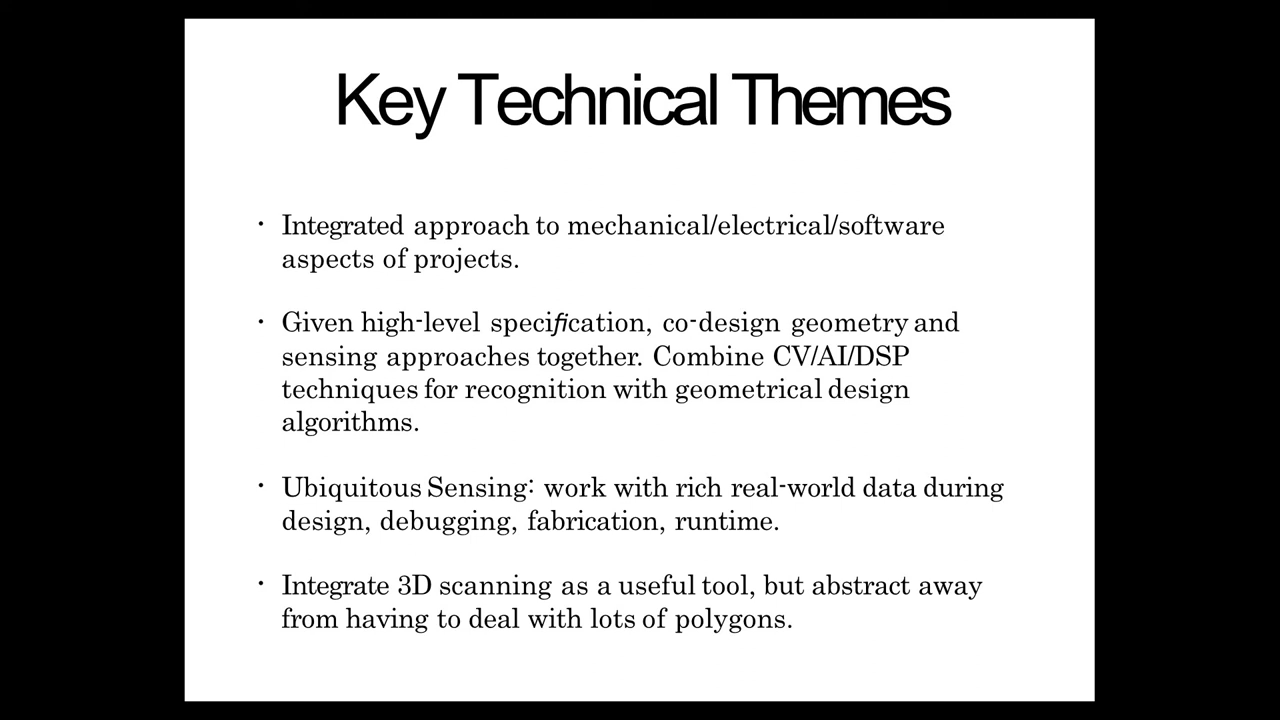 Key Technical Themes
• Integrated approach to mechanical/electrical/software
aspects of projects.
• Given high-level specification, co-design geometry and
sensing approaches together. Combine CV/AI/DSP
techniques for recognition with geometrical design
algorithms.
• Ubiquitous Sensing: work with rich real-world data during
design, debugging, fabrication, runtime.
• Integrate 3D scanning as a useful tool, but abstract away
from having to deal with lots of polygons.